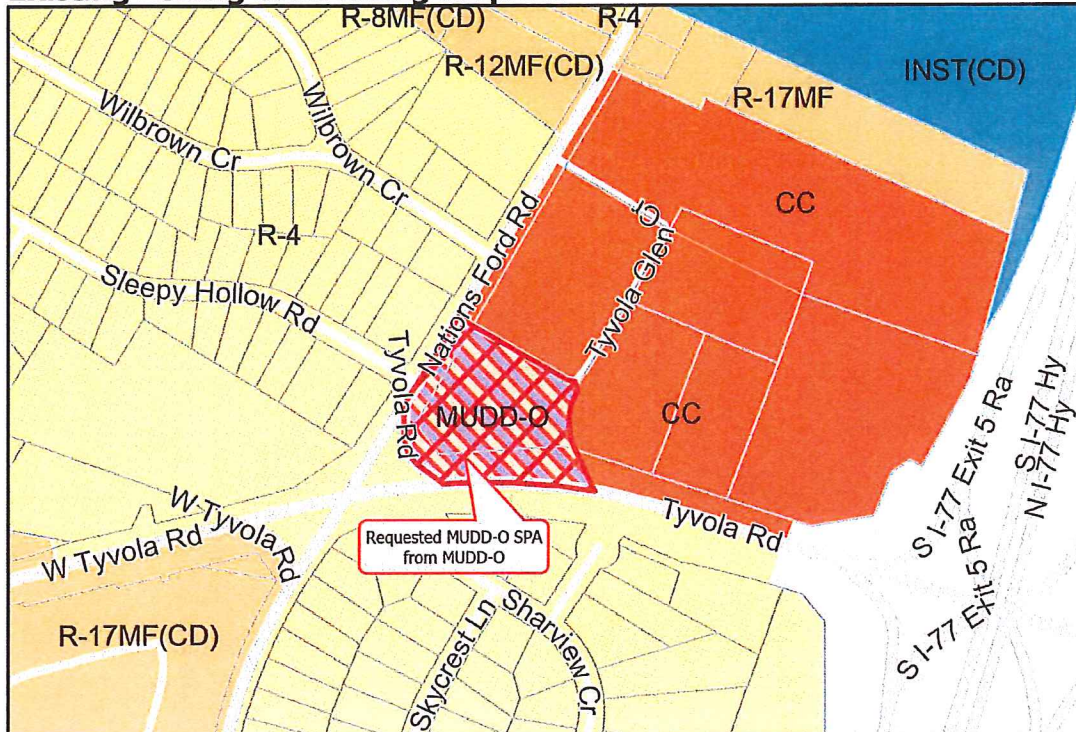 R-8MF(CD)
R-4
R-12MF(CD)
INST(CD)
R-17MF
Wilbrown Cr
Wilbrown Cr
CC
R-4
Nations Ford Rd
Tyvola Glen Cr
Sleepy Hollow Rd
Tyvola Rd
MUDD-O
CC
S I-77 Exit 5 Ra
S I-77 Hy
N I-77 Hy
W Tyvola Rd
W Tyvola Rd
Tyvola Rd
Requested MUDD-O SPA
from MUDD-O
S I-77 Exit 5 Ra
R-17MF(CD)
Skycrest Ln
Sharview Cr